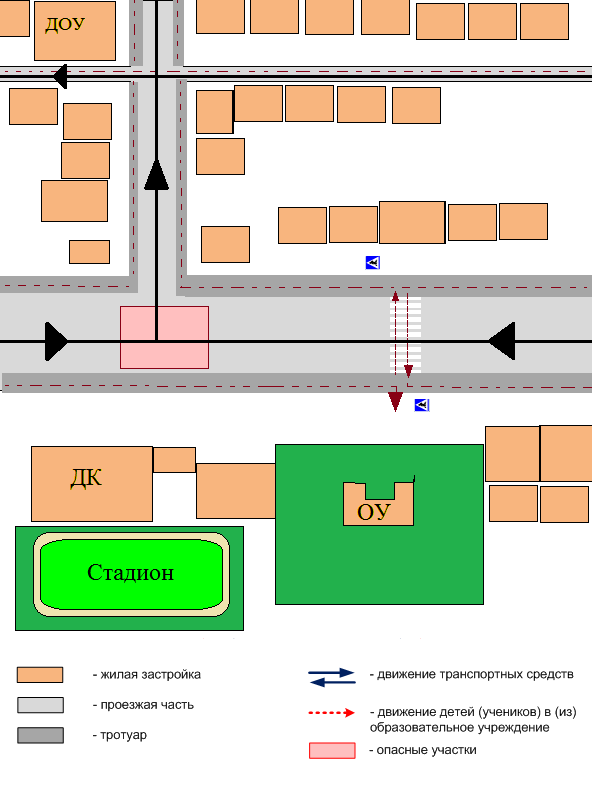 ДОУ
ДК
ОУ
Стадион
- жилая застройка
- проезжая часть
- тротуар
- движение транспортных средств
- движение детей (учеников) в (из)
образовательное учреждение
- опасные участки